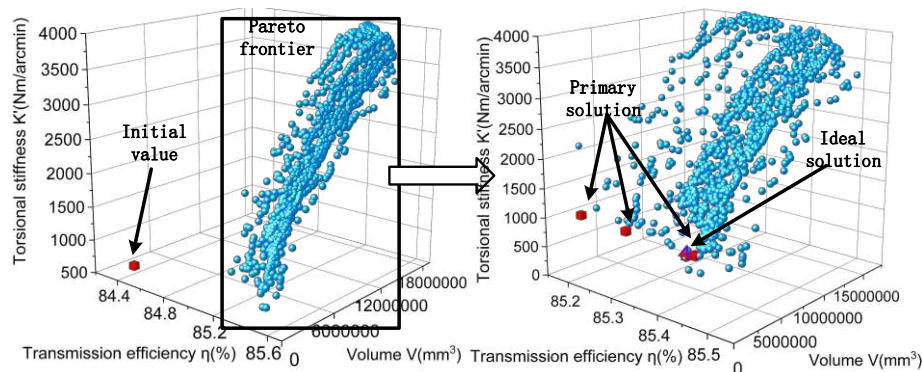 Pareto
frontier
Initial
value
4000
3500
3000
2500
2000
1500
1000
500
Torsional stiffness K'(Nm/arcmin)
84.4
84.8
85.2
85.6
Transmission efficiency η(%)
0
6000000
12000000
18000000
Volume V(mm³)
Primary
solution
Ideal
solution
4000
3500
3000
2500
2000
1500
1000
500
0
Torsional stiffness K'(Nm/arcmin)
85.2
85.3
85.4
85.5
Transmission efficiency η(%)
0
5000000
10000000
15000000
Volume V(mm³)